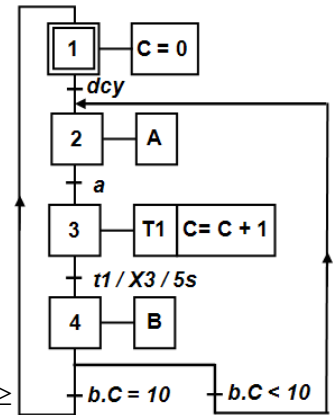 1 C = 0
dcy
2 A
a
3 T1 C= C + 1
t1 / X3 / 5s
4 B
≥ b.C = 10 b.C < 10